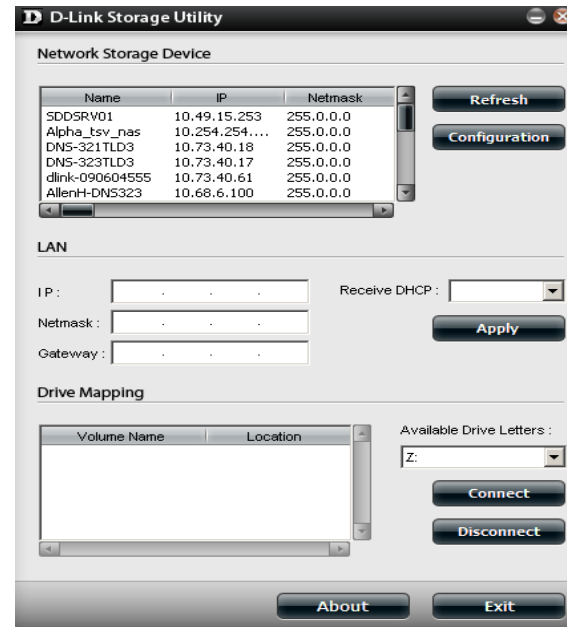 D D-Link Storage Utility
Network Storage Device
Name IP Netmask
SDDSRV01 10.49.15.253 255.0.0.0
Alpha_tsv_nas 10.254.254.... 255.0.0.0
DNS-321TLD3 10.73.40.18 255.0.0.0
DNS-323TLD3 10.73.40.17 255.0.0.0
dlink-090604555 10.73.40.61 255.0.0.0
AllenH-DNS323 10.68.6.100 255.0.0.0
Refresh
Configuration
LAN
IP : . . .
Receive DHCP :
Netmask : . . .
Apply
Gateway : . . .
Drive Mapping
Volume Name Location
Available Drive Letters :
Z:
Connect
Disconnect
About Exit